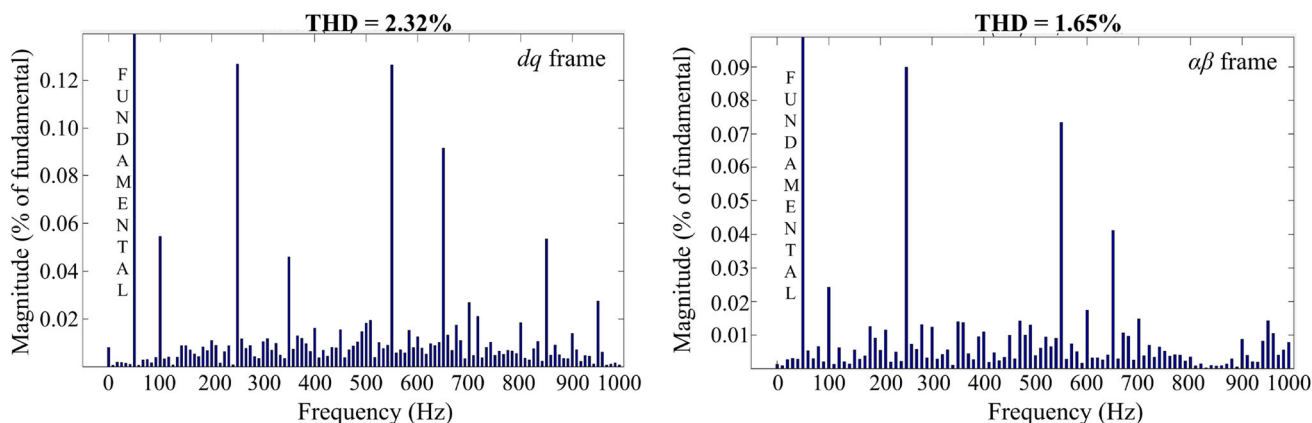 THD = 2.32%
dq frame
FUNDAMENTAL
Magnitude (% of fundamental)
0.12
0.10
0.08
0.06
0.04
0.02
0 100 200 300 400 500 600 700 800 900 1000
Frequency (Hz)
THD = 1.65%
αβ frame
FUNDAMENTAL
Magnitude (% of fundamental)
0.09
0.08
0.07
0.06
0.05
0.04
0.03
0.02
0.01
0 100 200 300 400 500 600 700 800 900 1000
Frequency (Hz)